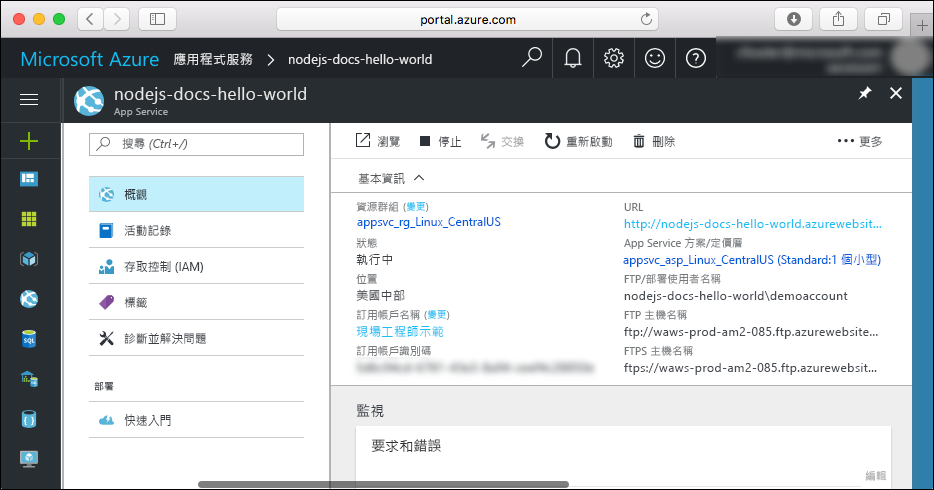 portal.azure.com
Microsoft Azure 應用程式服務 > nodejs-docs-hello-world
nodejs-docs-hello-world
App Service
搜尋 (Ctrl+/)
概觀
活動記錄
存取控制 (IAM)
標籤
診斷並解決問題
部署
快速入門
瀏覽 停止 交換 重新啟動 刪除 ••• 更多
基本資訊
資源群組 (變更)
appsvc_rg_Linux_CentralUS
狀態
執行中
位置
美國中部
訂用帳戶名稱 (變更)
現場工程師示範
訂用帳戶識別碼
URL
http://nodejs-docs-hello-world.azurewebsite...
App Service 方案/定價層
appsvc_asp_Linux_CentralUS (Standard:1 個小型)
FTP/部署使用者名稱
nodejs-docs-hello-world\demoaccount
FTP 主機名稱
ftp://waws-prod-am2-085.ftp.azurewebsite...
FTPS 主機名稱
ftps://waws-prod-am2-085.ftp.azurewebsit...
監視
要求和錯誤
編輯
SQL